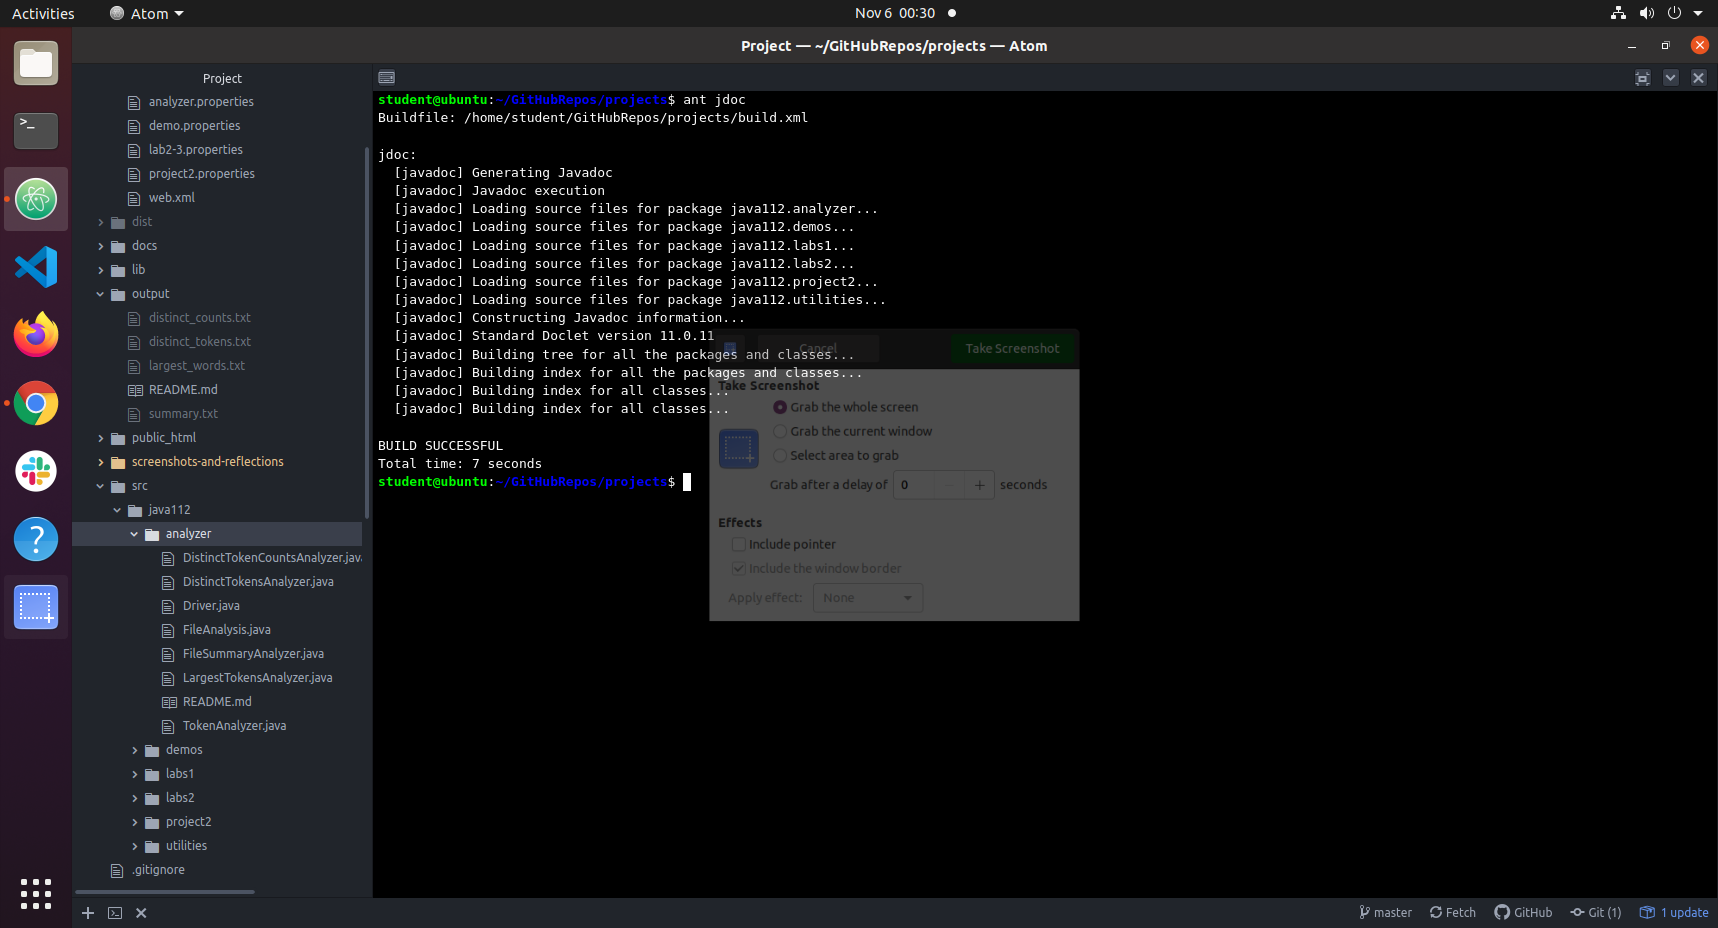 Activities
Atom
Nov 6 00:30
Project — ~/GitHubRepos/projects — Atom
Project
analyzer.properties
demo.properties
lab2-3.properties
project2.properties
web.xml
dist
docs
lib
output
distinct_counts.txt
distinct_tokens.txt
largest_words.txt
README.md
summary.txt
public_html
screenshots-and-reflections
src
java112
analyzer
DistinctTokenCountsAnalyzer.jav
DistinctTokensAnalyzer.java
Driver.java
FileAnalysis.java
FileSummaryAnalyzer.java
LargestTokensAnalyzer.java
README.md
TokenAnalyzer.java
demos
labs1
labs2
project2
utilities
.gitignore
student@ubuntu:~/GitHubRepos/projects$ ant jdoc
Buildfile: /home/student/GitHubRepos/projects/build.xml
jdoc:
[javadoc] Generating Javadoc
[javadoc] Javadoc execution
[javadoc] Loading source files for package java112.analyzer...
[javadoc] Loading source files for package java112.demos...
[javadoc] Loading source files for package java112.labs1...
[javadoc] Loading source files for package java112.labs2...
[javadoc] Loading source files for package java112.project2...
[javadoc] Loading source files for package java112.utilities...
[javadoc] Constructing Javadoc information...
[javadoc] Standard Doclet version 11.0.11
[javadoc] Building tree for all the packages and classes...
[javadoc] Building index for all the packages and classes...
[javadoc] Building index for all classes...
[javadoc] Building index for all classes...
BUILD SUCCESSFUL
Total time: 7 seconds
student@ubuntu:~/GitHubRepos/projects$
Cancel
Take Screenshot
Take Screenshot
Grab the whole screen
Grab the current window
Select area to grab
Grab after a delay of 0 − + seconds
Effects
Include pointer
Include the window border
Apply effect: None
master
Fetch
GitHub
Git (1)
1 update